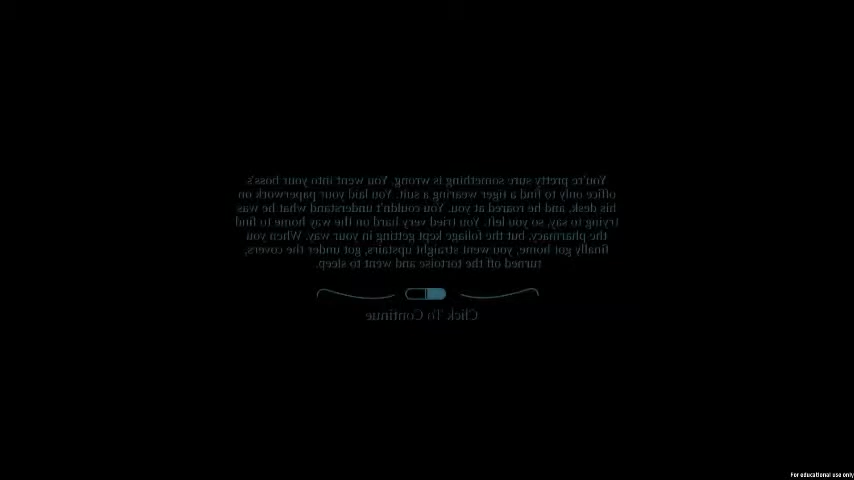 You're pretty sure something is wrong. You went into your boss's
office only to find a tiger wearing a suit. You laid your paperwork on
his desk, and he roared at you. You couldn't understand what he was
trying to say, so you left. You tried very hard on the way home to find
the pharmacy, but the foliage kept getting in your way. When you
finally got home, you went straight upstairs, got under the covers,
turned off the tortoise and went to sleep.
Click To Continue
For educational use only